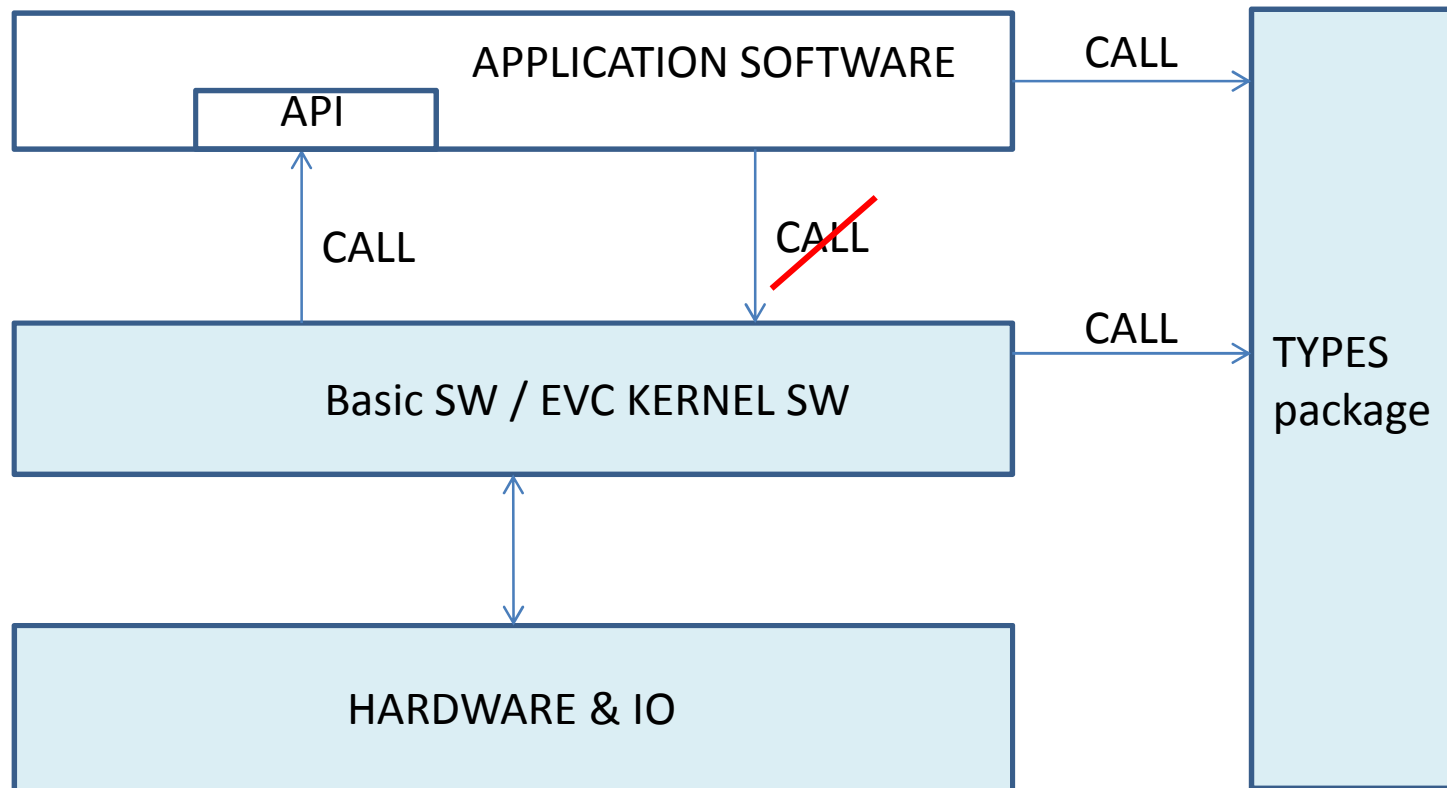 APPLICATION SOFTWARE
CALL
API
CALL
CALL
CALL
Basic SW / EVC KERNEL SW
TYPES
package
HARDWARE & IO